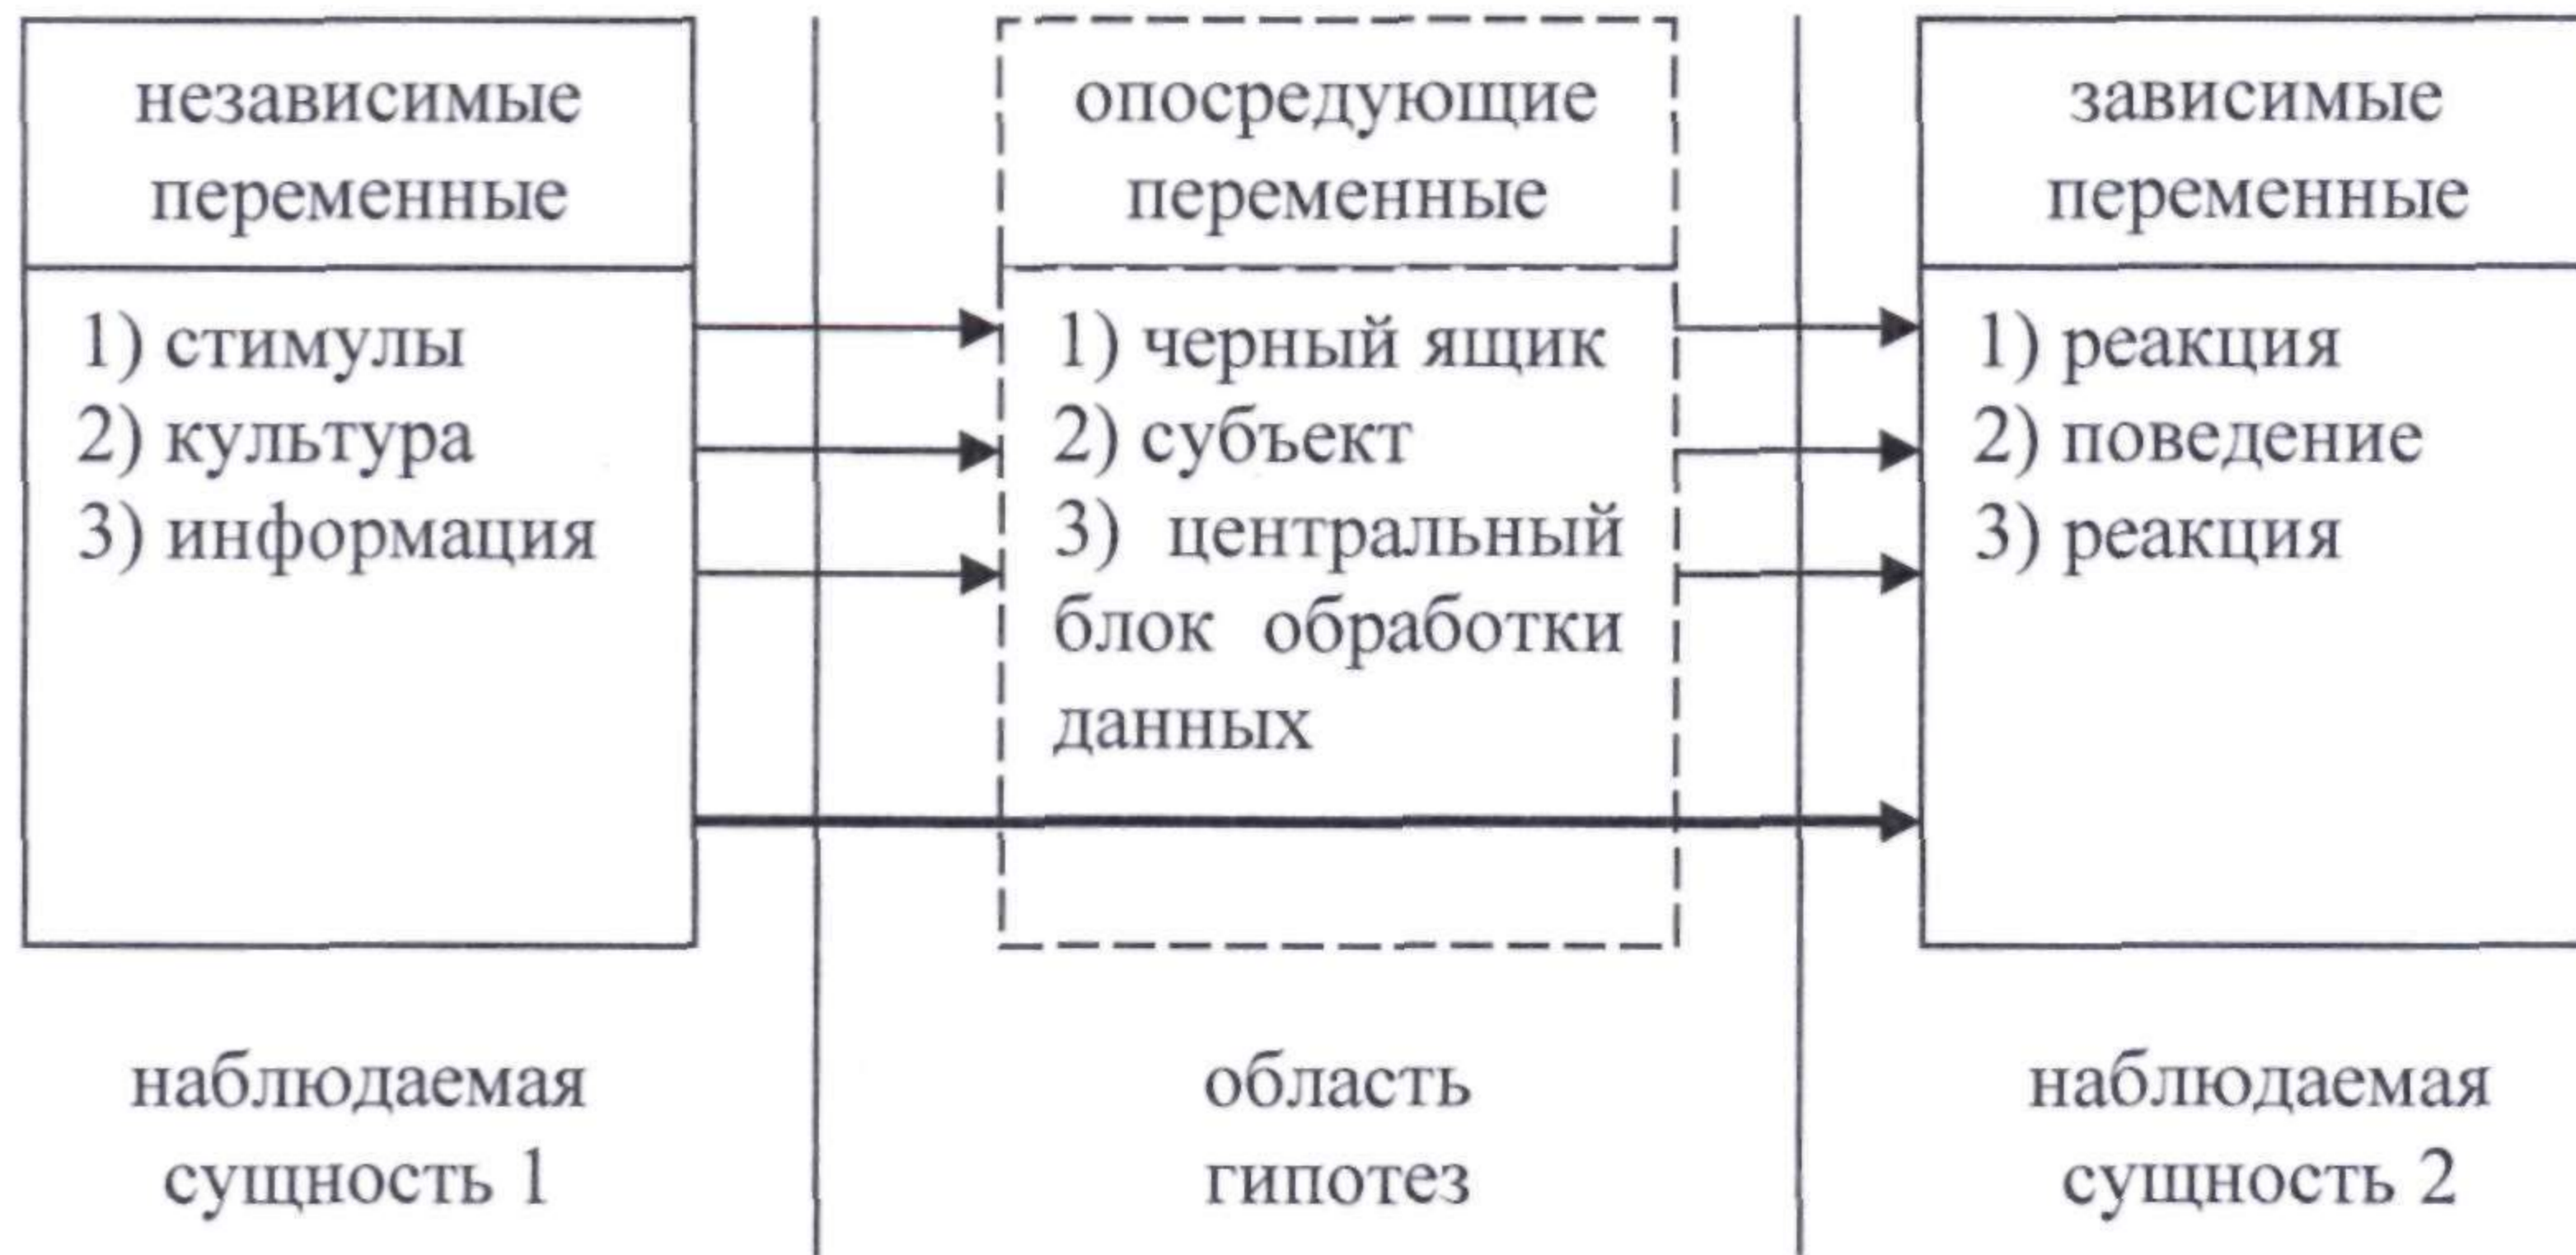 независимые
переменные
1) стимулы
2) культура
3) информация
наблюдаемая
сущность 1
опосредующие
переменные
1) черный ящик
2) субъект
3) центральный
блок обработки
данных
область
гипотез
зависимые
переменные
1) реакция
2) поведение
3) реакция
наблюдаемая
сущность 2